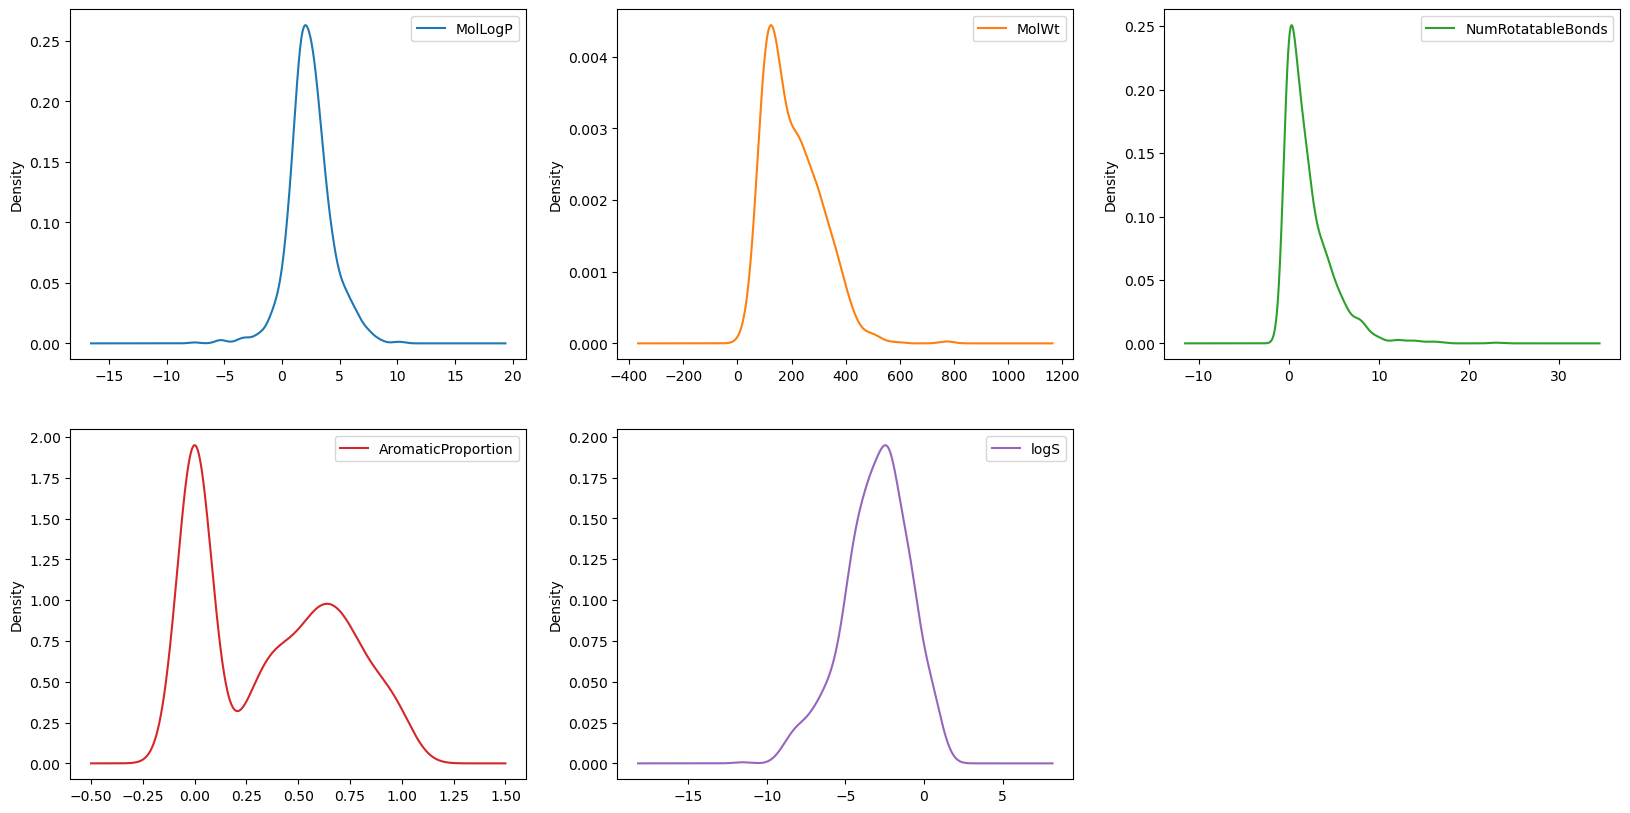 MolLogP
Density
0.25
0.20
0.15
0.10
0.05
0.00
−15 −10 −5 0 5 10 15 20
MolWt
Density
0.004
0.003
0.002
0.001
0.000
−400 −200 0 200 400 600 800 1000 1200
NumRotatableBonds
Density
0.25
0.20
0.15
0.10
0.05
0.00
−10 0 10 20 30
AromaticProportion
Density
2.00
1.75
1.50
1.25
1.00
0.75
0.50
0.25
0.00
−0.50 −0.25 0.00 0.25 0.50 0.75 1.00 1.25 1.50
logS
Density
0.200
0.175
0.150
0.125
0.100
0.075
0.050
0.025
0.000
−15 −10 −5 0 5